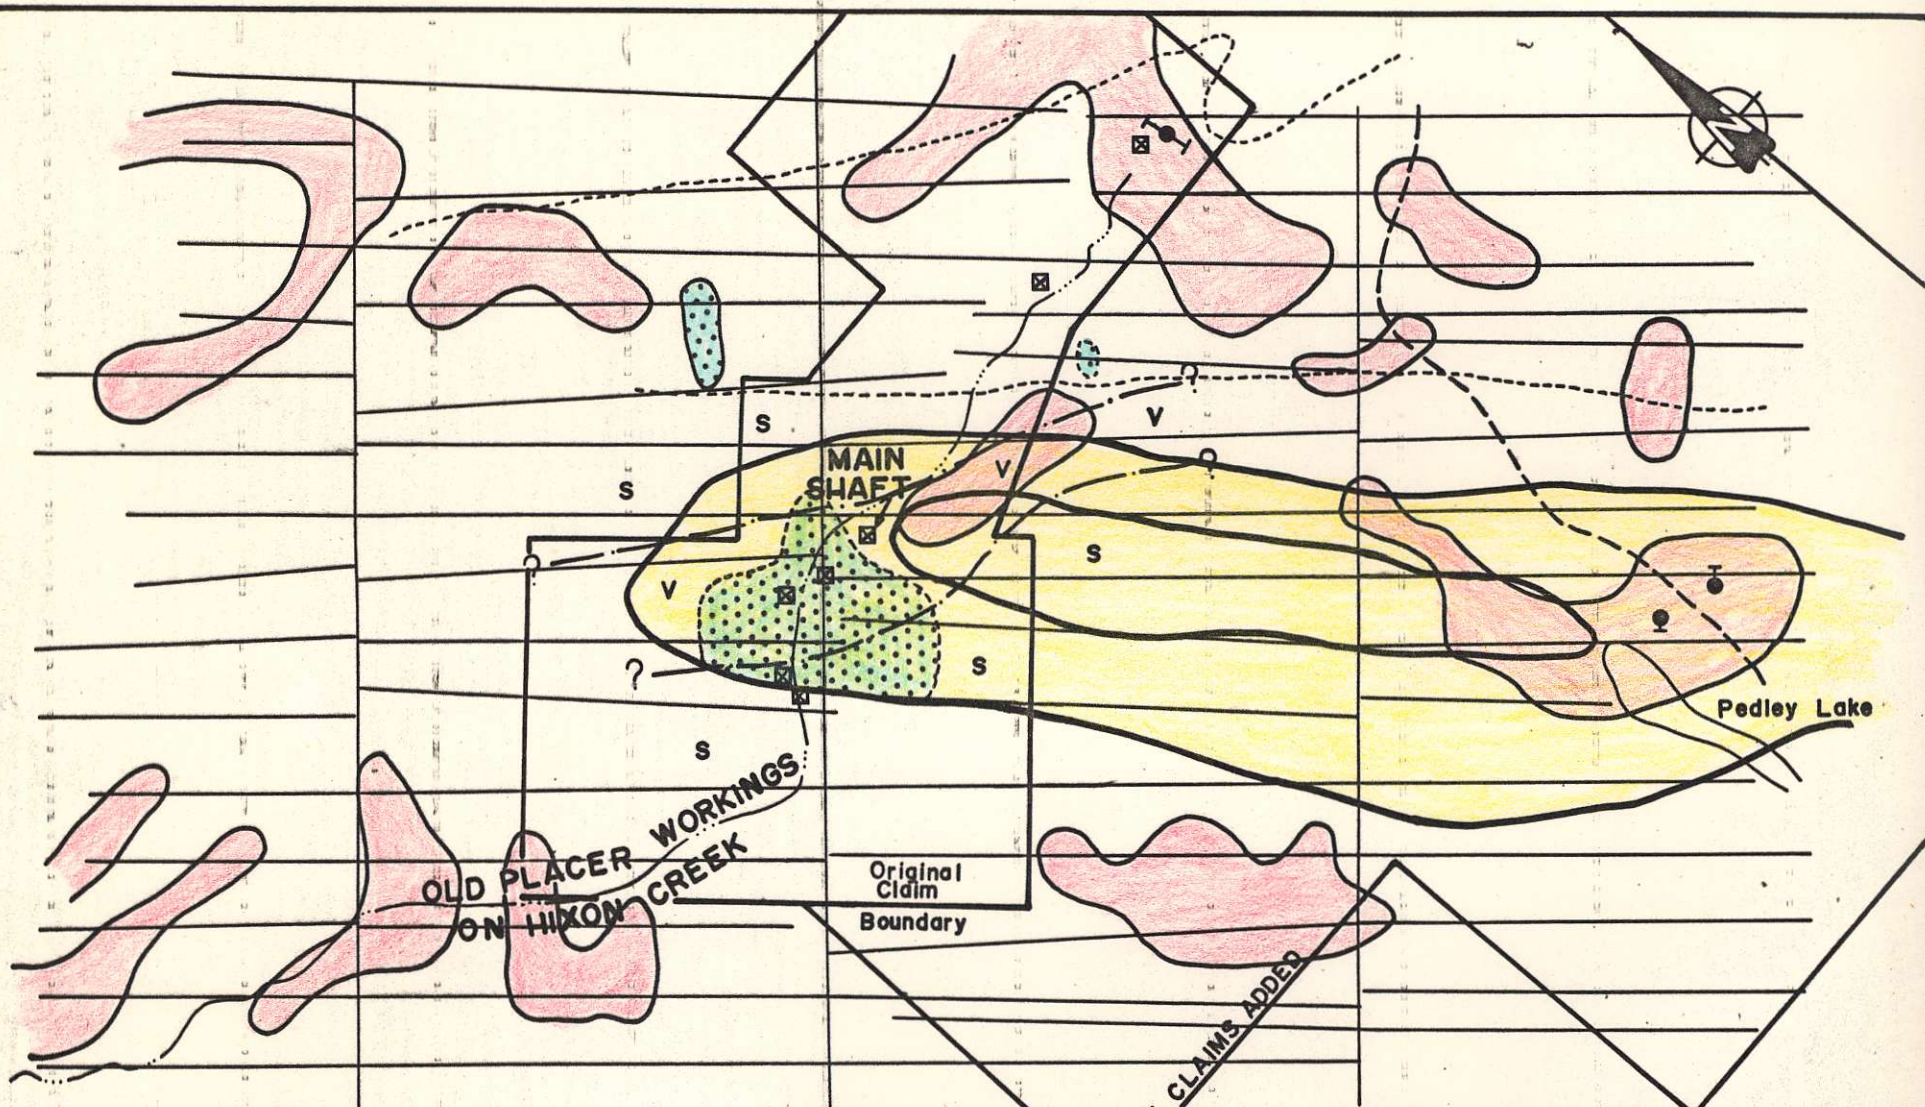 N
?
S
V
?
MAIN
SHAFT
V
S
S
?
V
S
?
Pedley Lake
S
OLD PLACER WORKINGS
ON HIXON CREEK
Original
Claim
Boundary
CLAIMS ADDED